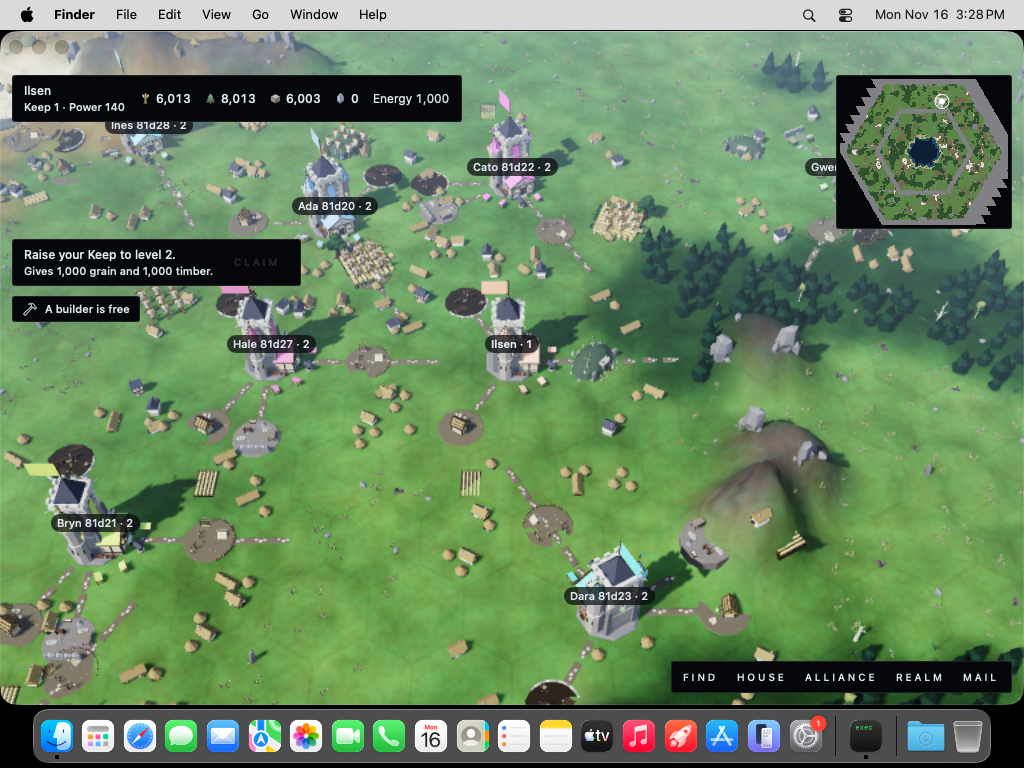 Finder File Edit View Go Window Help Mon Nov 16 3:28 PM
Ilsen
Keep 1 · Power 140
6,013 8,013 6,003 0 Energy 1,000
Ines 81d28 · 2
Cato 81d22 · 2
Ada 81d20 · 2
Raise your Keep to level 2.
Gives 1,000 grain and 1,000 timber.
CLAIM
A builder is free
Hale 81d27 · 2
Ilsen · 1
Bryn 81d21 · 2
Dara 81d23 · 2
FIND HOUSE ALLIANCE REALM MAIL
Mon
16
tv
1
exec